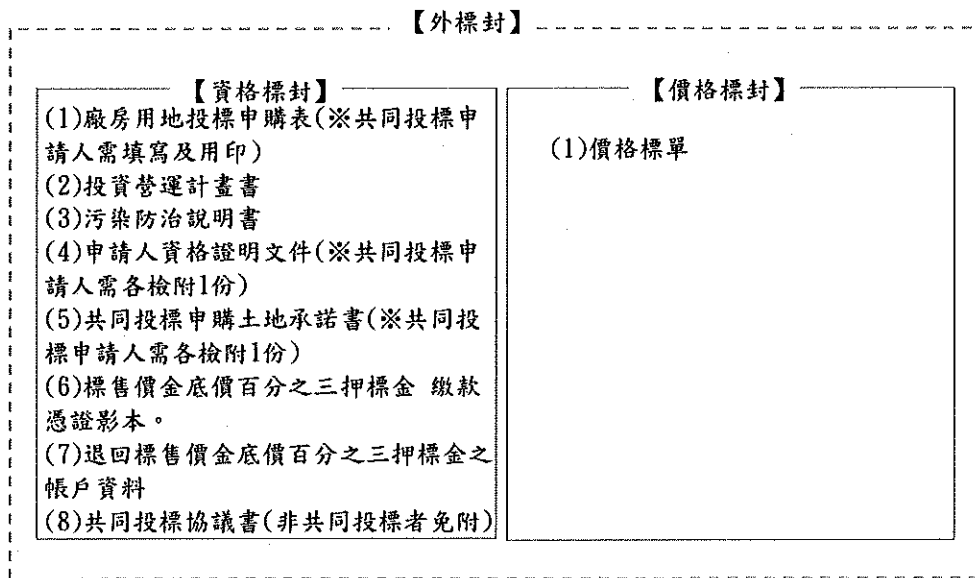 【外標封】
【資格標封】
(1)廠房用地投標申購表(※共同投標申
請人需填寫及用印)
(2)投資營運計畫書
(3)污染防治說明書
(4)申請人資格證明文件(※共同投標申
請人需各檢附1份)
(5)共同投標申購土地承諾書(※共同投
標申請人需各檢附1份)
(6)標售價金底價百分之三押標金 繳款
憑證影本。
(7)退回標售價金底價百分之三押標金之
帳戶資料
(8)共同投標協議書(非共同投標者免附)
【價格標封】
(1)價格標單